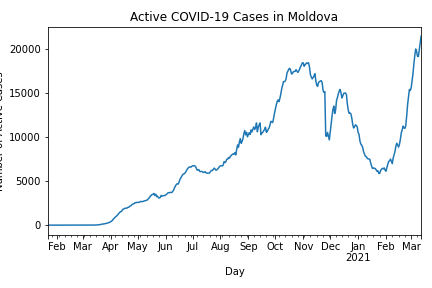 Active COVID-19 Cases in Moldova
Number of Active Cases
20000
15000
10000
5000
0
Feb Mar Apr May Jun Jul Aug Sep Oct Nov Dec Jan Feb Mar
2021
Day